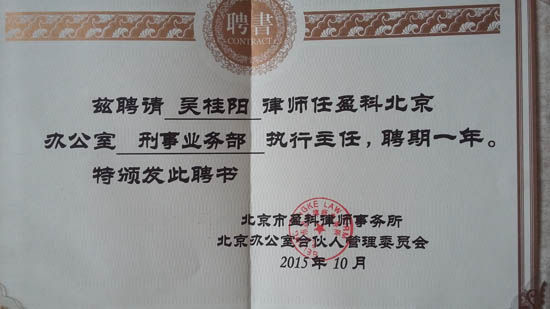 聘書
CONTRACT
兹聘请 吴桂阳 律师任盈科北京
办公室 刑事业务部 执行主任，聘期一年。
特颁发此聘书
北京市盈科律师事务所
北京办公室合伙人管理委员会
2015年10月